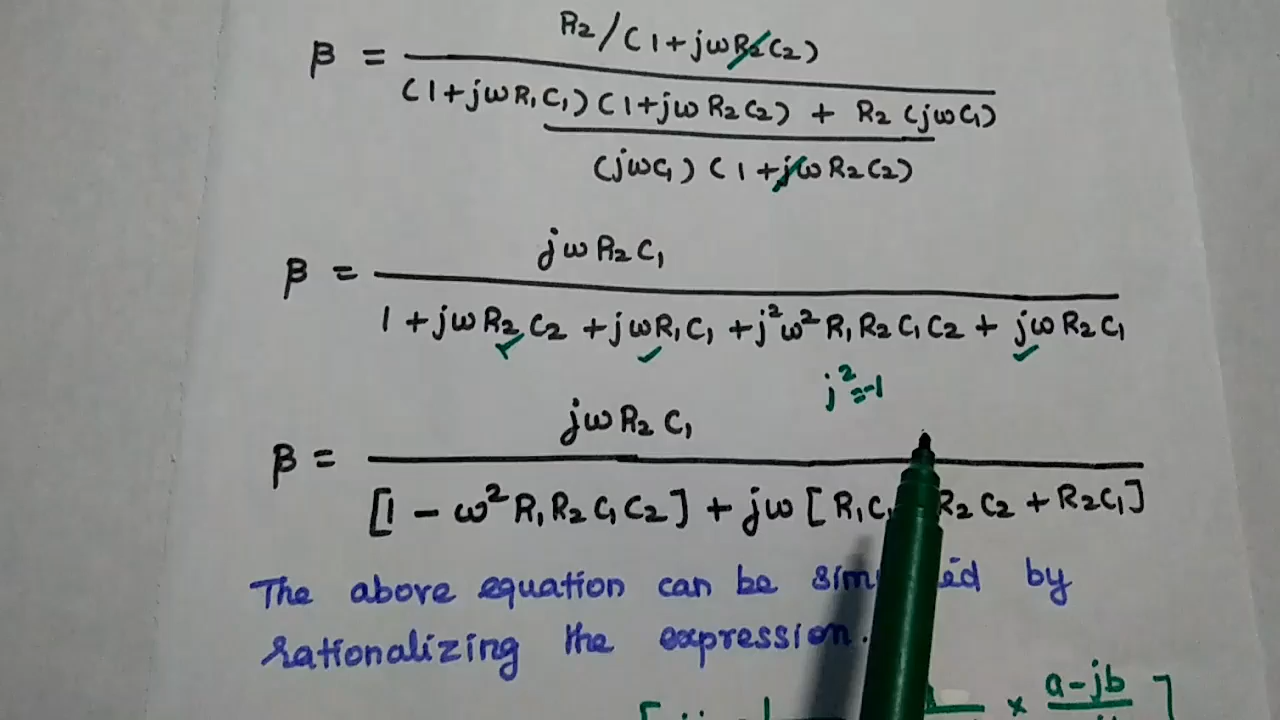 R2/(1+jωR2C2)
β =
(1+jωR1C1)(1+jωR2C2) + R2(jωC1)
(jωC1)(1+jωR2C2)
jωR2C1
β =
1+jωR2C2+jωR1C1+j²ω²R1R2C1C2+jωR2C1
j²=-1
jωR2C1
β =
[1-ω²R1R2C1C2]+jω[R1C1 R2C2+R2C1]
The above equation can be by
rationalizing the expression.
× a-jb ]